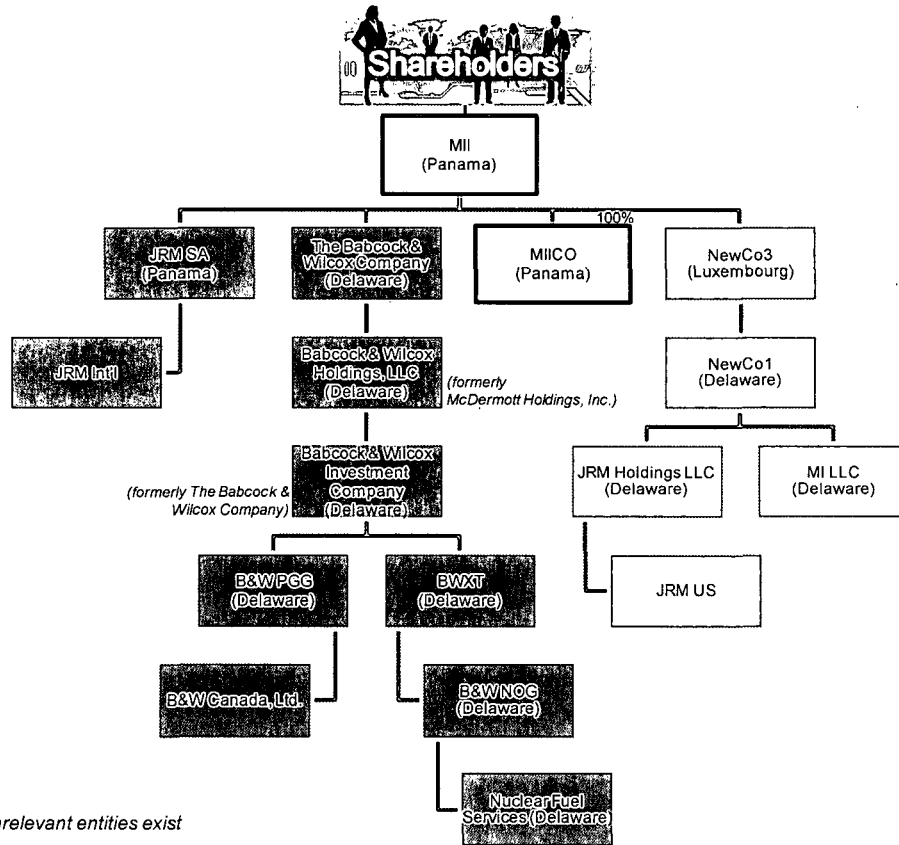 Shareholders
MII
(Panama)
100%
JRM SA
(Panama)
The Babcock &
Wilcox Company
(Delaware)
MIICO
(Panama)
NewCo3
(Luxembourg)
JRM Int'l
Babcock & Wilcox
Holdings, LLC
(Delaware)
(formerly
McDermott Holdings, Inc.)
NewCo1
(Delaware)
(formerly The Babcock &
Wilcox Company)
Babcock & Wilcox
Investment
Company
(Delaware)
JRM Holdings LLC
(Delaware)
MI LLC
(Delaware)
B&W PGG
(Delaware)
BWXT
(Delaware)
JRM US
B&W Canada, Ltd.
B&W NOG
(Delaware)
Nuclear Fuel
Services (Delaware)
relevant entities exist